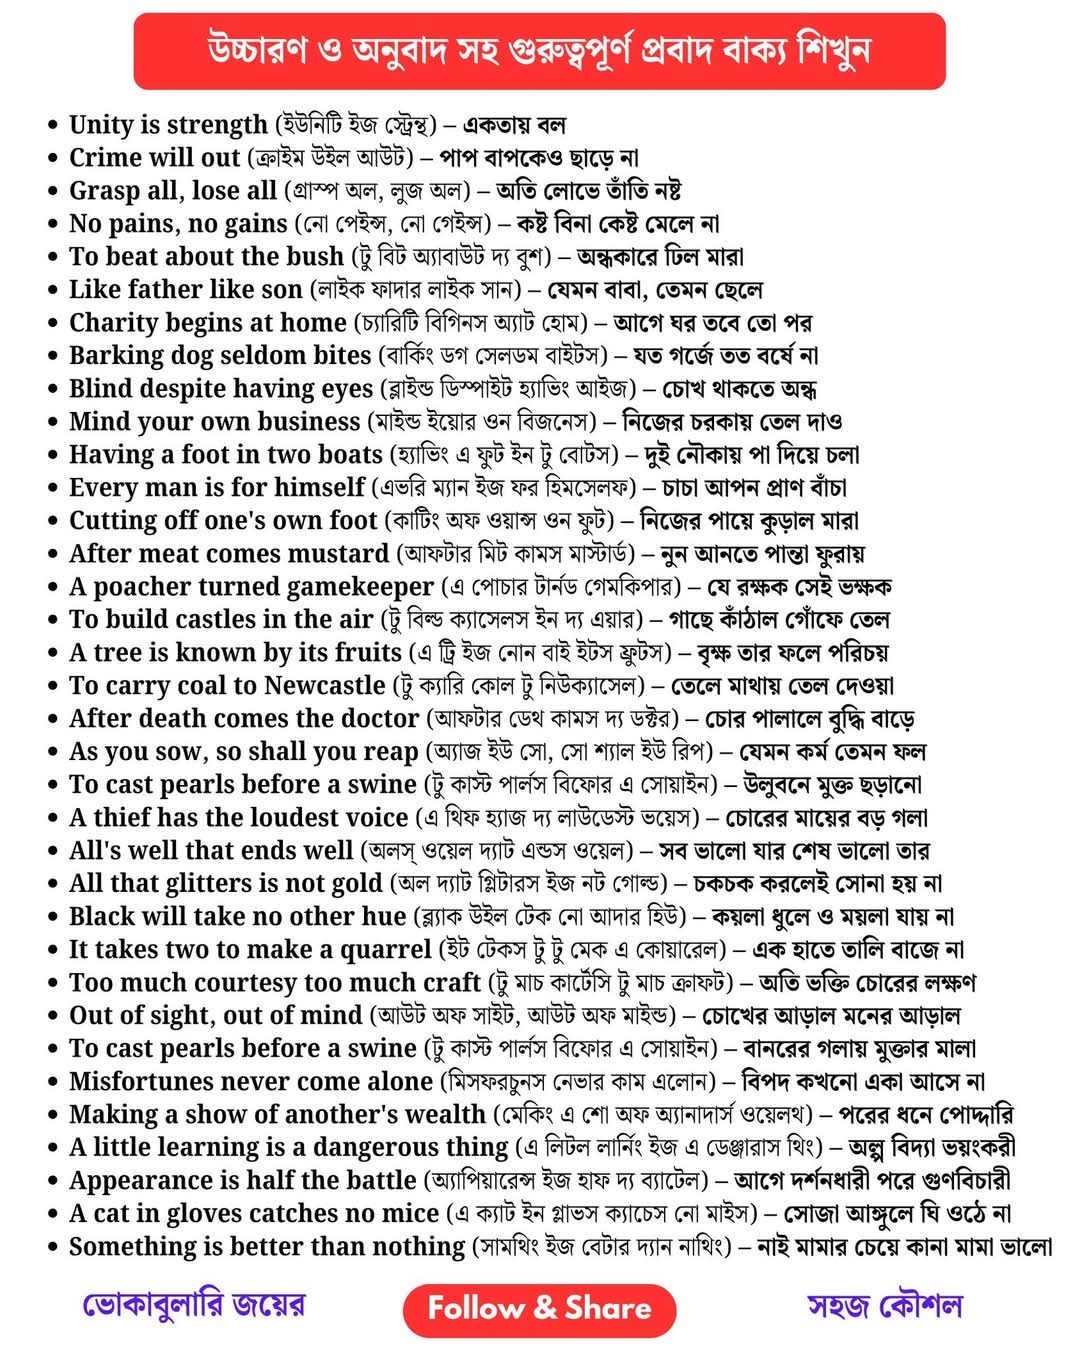 উচ্চারণ ও অনুবাদ সহ গুরুত্বপূর্ণ প্রবাদ বাক্য শিখুন
• Unity is strength (ইউনিটি ইজ স্ট্রেন্থ) – একতায় বল
• Crime will out (ক্রাইম উইল আউট) – পাপ বাপকেও ছাড়ে না
• Grasp all, lose all (গ্রাস্প অল, লুজ অল) – অতি লোভে তাঁতি নষ্ট
• No pains, no gains (নো পেইন্স, নো গেইন্স) – কষ্ট বিনা কেষ্ট মেলে না
• To beat about the bush (টু বিট অ্যাবাউট দ্য বুশ) – অন্ধকারে ঢিল মারা
• Like father like son (লাইক ফাদার লাইক সান) – যেমন বাবা, তেমন ছেলে
• Charity begins at home (চ্যারিটি বিগিনস অ্যাট হোম) – আগে ঘর তবে তো পর
• Barking dog seldom bites (বার্কিং ডগ সেলডম বাইটস) – যত গর্জে তত বর্ষে না
• Blind despite having eyes (ব্লাইন্ড ডিস্পাইট হ্যাভিং আইজ) – চোখ থাকতে অন্ধ
• Mind your own business (মাইন্ড ইয়োর ওন বিজনেস) – নিজের চরকায় তেল দাও
• Having a foot in two boats (হ্যাভিং এ ফুট ইন টু বোটস) – দুই নৌকায় পা দিয়ে চলা
• Every man is for himself (এভরি ম্যান ইজ ফর হিমসেলফ) – চাচা আপন প্রাণ বাঁচা
• Cutting off one's own foot (কাটিং অফ ওয়ান্স ওন ফুট) – নিজের পায়ে কুড়াল মারা
• After meat comes mustard (আফটার মিট কামস মাস্টার্ড) – নুন আনতে পান্তা ফুরায়
• A poacher turned gamekeeper (এ পোচার টার্নড গেমকিপার) – যে রক্ষক সেই ভক্ষক
• To build castles in the air (টু বিল্ড ক্যাসেলস ইন দ্য এয়ার) – গাছে কাঁঠাল গোঁফে তেল
• A tree is known by its fruits (এ ট্রি ইজ নোন বাই ইটস ফ্রুটস) – বৃক্ষ তার ফলে পরিচয়
• To carry coal to Newcastle (টু ক্যারি কোল টু নিউক্যাসেল) – তেলে মাথায় তেল দেওয়া
• After death comes the doctor (আফটার ডেথ কামস দ্য ডক্টর) – চোর পালালে বুদ্ধি বাড়ে
• As you sow, so shall you reap (অ্যাজ ইউ সো, সো শ্যাল ইউ রিপ) – যেমন কর্ম তেমন ফল
• To cast pearls before a swine (টু কাস্ট পার্লস বিফোর এ সোয়াইন) – উলুবনে মুক্ত ছড়ানো
• A thief has the loudest voice (এ থিফ হ্যাজ দ্য লাউডেস্ট ভয়েস) – চোরের মায়ের বড় গলা
• All's well that ends well (অলস্ ওয়েল দ্যাট এন্ডস ওয়েল) – সব ভালো যার শেষ ভালো তার
• All that glitters is not gold (অল দ্যাট গ্লিটারস ইজ নট গোল্ড) – চকচক করলেই সোনা হয় না
• Black will take no other hue (ব্ল্যাক উইল টেক নো আদার হিউ) – কয়লা ধুলে ও ময়লা যায় না
• It takes two to make a quarrel (ইট টেকস টু টু মেক এ কোয়ারেল) – এক হাতে তালি বাজে না
• Too much courtesy too much craft (টু মাচ কার্টেসি টু মাচ ক্রাফট) – অতি ভক্তি চোরের লক্ষণ
• Out of sight, out of mind (আউট অফ সাইট, আউট অফ মাইন্ড) – চোখের আড়াল মনের আড়াল
• To cast pearls before a swine (টু কাস্ট পার্লস বিফোর এ সোয়াইন) – বানরের গলায় মুক্তার মালা
• Misfortunes never come alone (মিসফরচুনস নেভার কাম এলোন) – বিপদ কখনো একা আসে না
• Making a show of another's wealth (মেকিং এ শো অফ অ্যানাদার্স ওয়েলথ) – পরের ধনে পোদ্দারি
• A little learning is a dangerous thing (এ লিটল লার্নিং ইজ এ ডেঞ্জারাস থিং) – অল্প বিদ্যা ভয়ংকরী
• Appearance is half the battle (অ্যাপিয়ারেন্স ইজ হাফ দ্য ব্যাটেল) – আগে দর্শনধারী পরে গুণবিচারী
• A cat in gloves catches no mice (এ ক্যাট ইন গ্লাভস ক্যাচেস নো মাইস) – সোজা আঙ্গুলে ঘি ওঠে না
• Something is better than nothing (সামথিং ইজ বেটার দ্যান নাথিং) – নাই মামার চেয়ে কানা মামা ভালো
ভোকাবুলারি জয়ের
Follow & Share
সহজ কৌশল